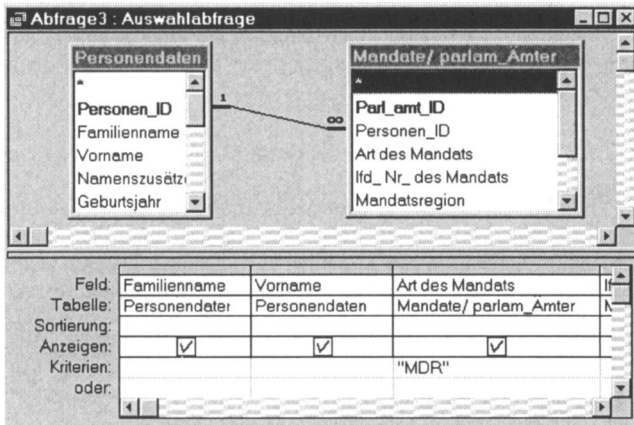 Abfrage3 : Auswahlabfrage
Personendaten
*
Personen_ID
Familienname
Vorname
Namenszusätz
Geburtsjahr
1
∞
Mandate/ parlam_Ämter
*
Parl_amt_ID
Personen_ID
Art des Mandats
lfd_ Nr_ des Mandats
Mandatsregion
Feld: Familienname Vorname Art des Mandats
Tabelle: Personendaten Personendaten Mandate/ parlam_Ämter
Sortierung:
Anzeigen:
Kriterien: "MDR"
oder: